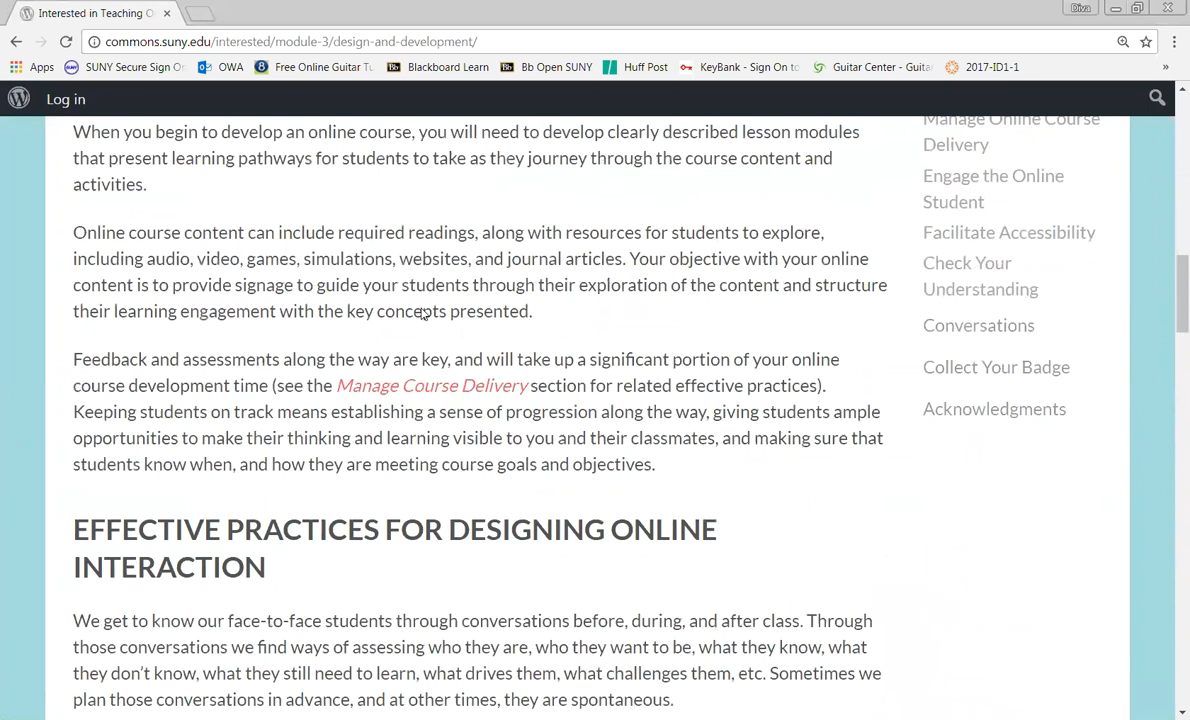 Interested in Teaching O
Diva
commons.suny.edu/interested/module-3/design-and-development/
Apps SUNY Secure Sign O OWA Free Online Guitar Tu Blackboard Learn Bb Open SUNY Huff Post KeyBank - Sign On to Guitar Center - Guita 2017-ID1-1 »
Log in
When you begin to develop an online course, you will need to develop clearly described lesson modules
that present learning pathways for students to take as they journey through the course content and
activities.
Online course content can include required readings, along with resources for students to explore,
including audio, video, games, simulations, websites, and journal articles. Your objective with your online
content is to provide signage to guide your students through their exploration of the content and structure
their learning engagement with the key concepts presented.
Feedback and assessments along the way are key, and will take up a significant portion of your online
course development time (see the Manage Course Delivery section for related effective practices).
Keeping students on track means establishing a sense of progression along the way, giving students ample
opportunities to make their thinking and learning visible to you and their classmates, and making sure that
students know when, and how they are meeting course goals and objectives.
EFFECTIVE PRACTICES FOR DESIGNING ONLINE
INTERACTION
We get to know our face-to-face students through conversations before, during, and after class. Through
those conversations we find ways of assessing who they are, who they want to be, what they know, what
they don't know, what they still need to learn, what drives them, what challenges them, etc. Sometimes we
plan those conversations in advance, and at other times, they are spontaneous.
Manage Online Course
Delivery
Engage the Online
Student
Facilitate Accessibility
Check Your
Understanding
Conversations
Collect Your Badge
Acknowledgments